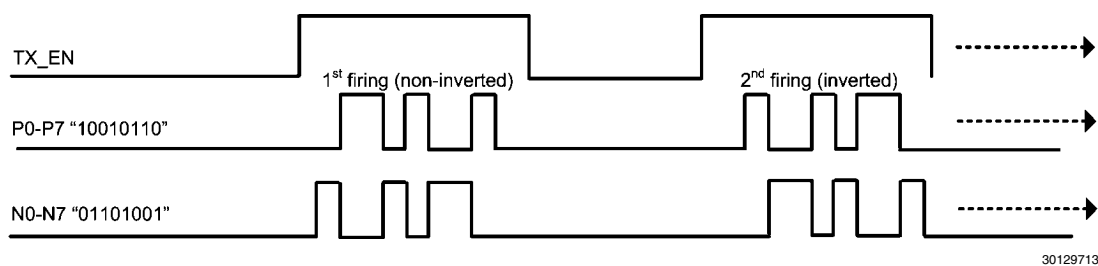 TX_EN
1st firing (non-inverted)
2nd firing (inverted)
P0-P7 “10010110”
N0-N7 “01101001”
30129713